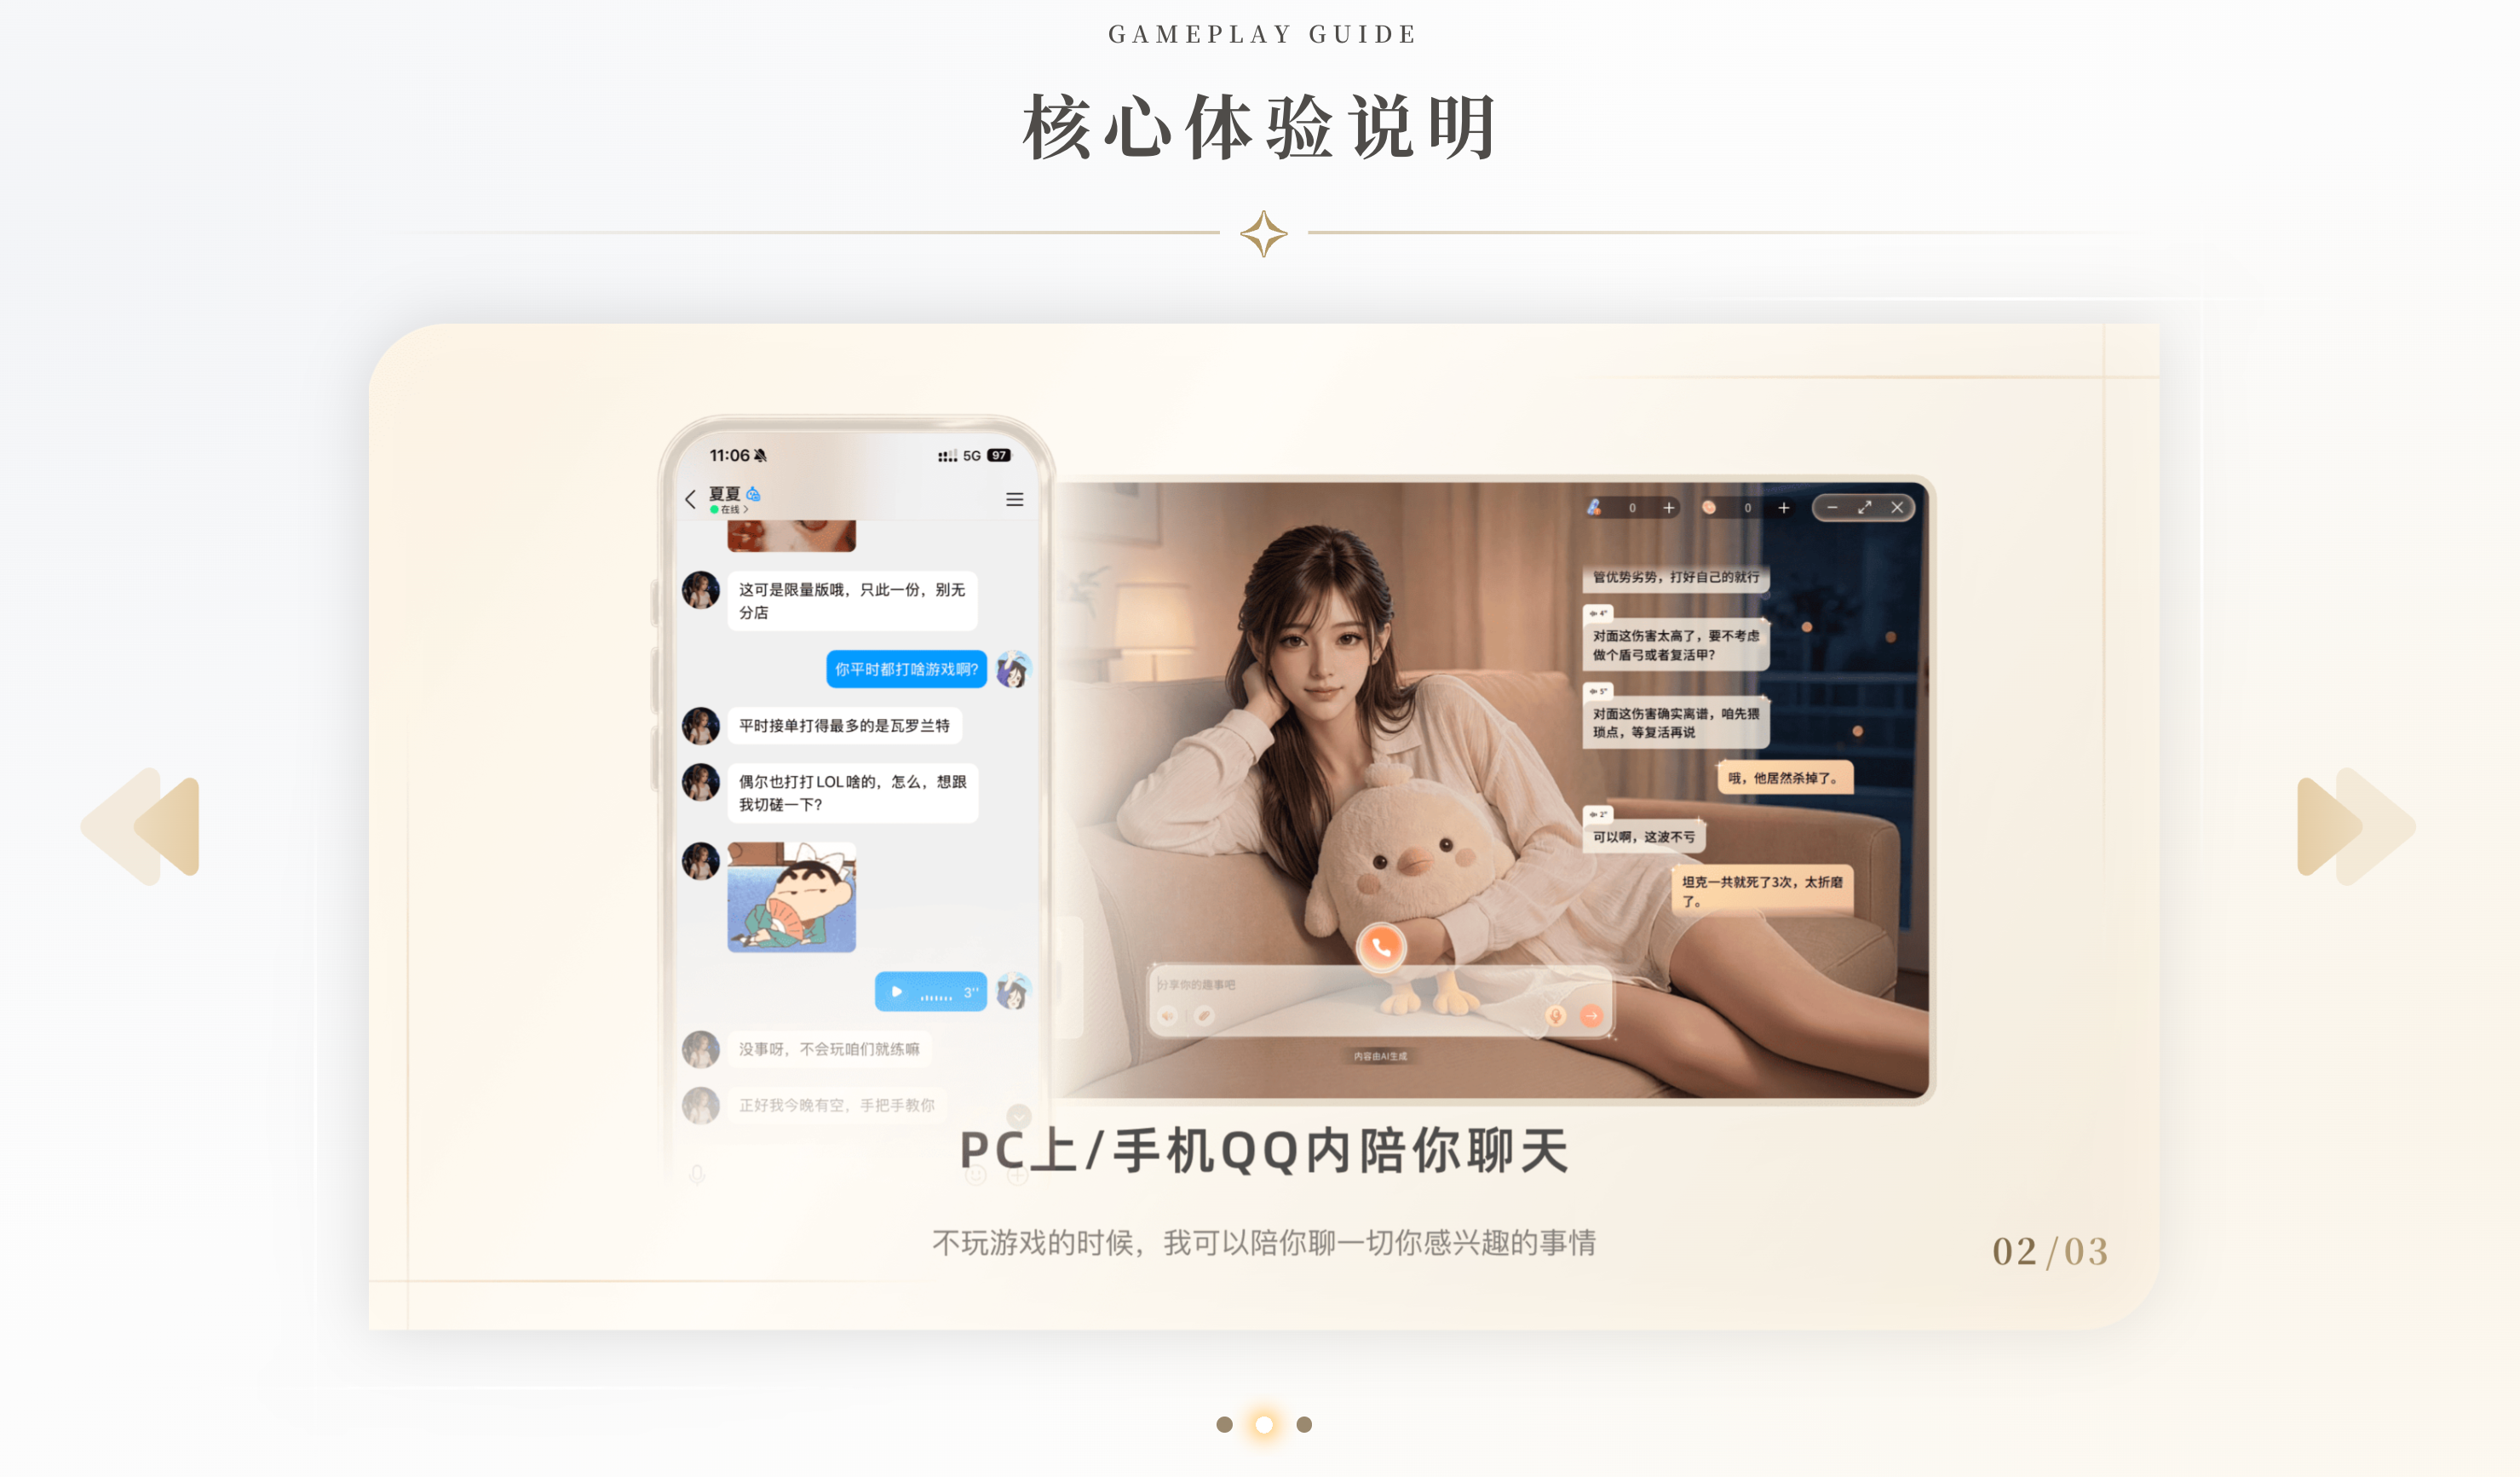 GAMEPLAY GUIDE
核心体验说明
11:06
5G
97
夏夏
在线
这可是限量版哦，只此一份，别无
分店
你平时都打啥游戏啊?
平时接单打得最多的是瓦罗兰特
偶尔也打打LOL啥的，怎么，想跟
我切磋一下?
3''
没事呀，不会玩咱们就练嘛
正好我今晚有空，手把手教你
0
0
管优势劣势，打好自己的就行
4"
对面这伤害太高了，要不考虑
做个盾弓或者复活甲?
5"
对面这伤害确实离谱，咱先猥
琐点，等复活再说
哦，他居然杀掉了。
2"
可以啊，这波不亏
坦克一共就死了3次，太折磨
了。
分享你的趣事吧
内容由AI生成
PC上/手机QQ内陪你聊天
不玩游戏的时候，我可以陪你聊一切你感兴趣的事情
02/03